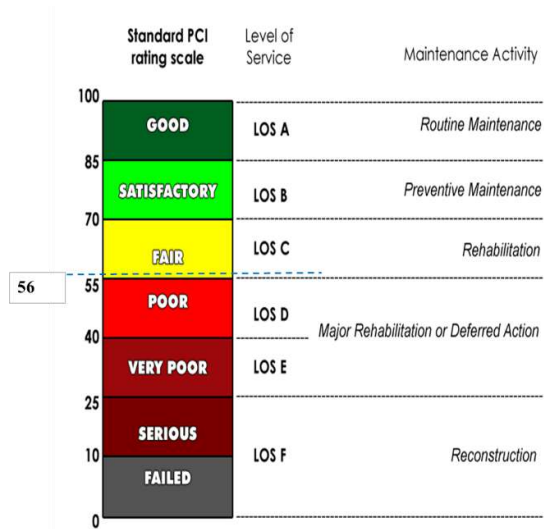 Standard PCI
rating scale
Level of
Service
Maintenance Activity
100
GOOD
LOS A
Routine Maintenance
85
SATISFACTORY
LOS B
Preventive Maintenance
70
FAIR
LOS C
Rehabilitation
56
55
POOR
LOS D
Major Rehabilitation or Deferred Action
40
VERY POOR
LOS E
25
SERIOUS
10
LOS F
Reconstruction
FAILED
0